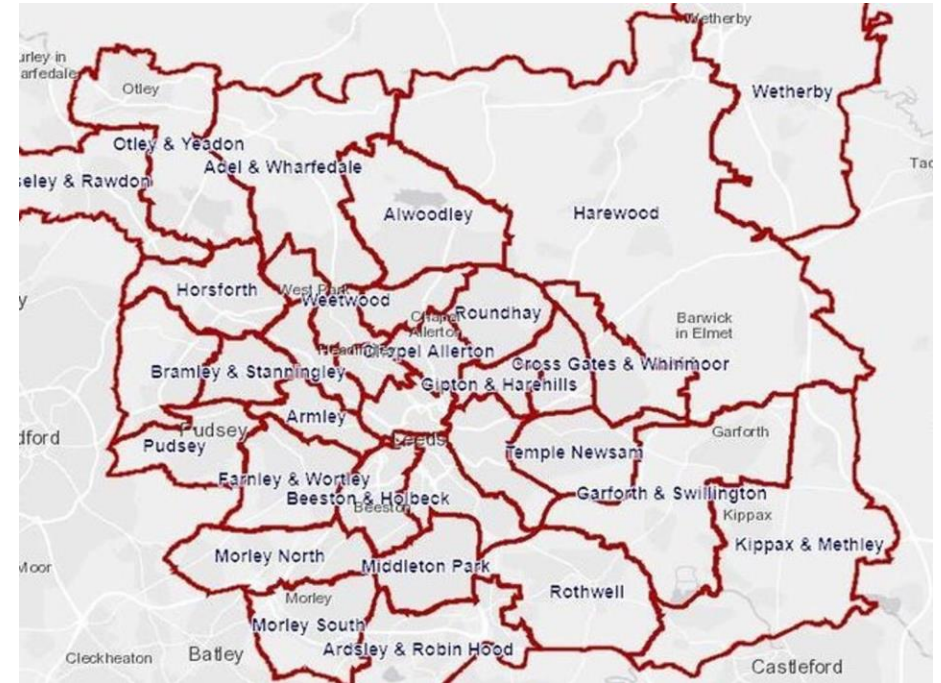 Wetherby
urley in
arfedale
Otley
Wetherby
Otley & Yeadon
Adel & Wharfedale
Tac
seley & Rawdon
Alwoodley
Harewood
Horsforth
West Park
Weetwood
y
Chapel
Allerton
Roundhay
Barwick
in Elmet
Chapel Allerton
Cross Gates & Whinmoor
Bramley & Stanningley
Gipton & Harehills
Armley
Pudsey
dford
Leeds
Garforth
Pudsey
Temple Newsam
Farnley & Wortley
Beeston & Holbeck
Beeston
Garforth & Swillington
Kippax
Kippax & Methley
Morley North
Middleton Park
Moor
Rothwell
Morley
Morley South
Ardsley & Robin Hood
Cleckheaton
Batley
Castleford